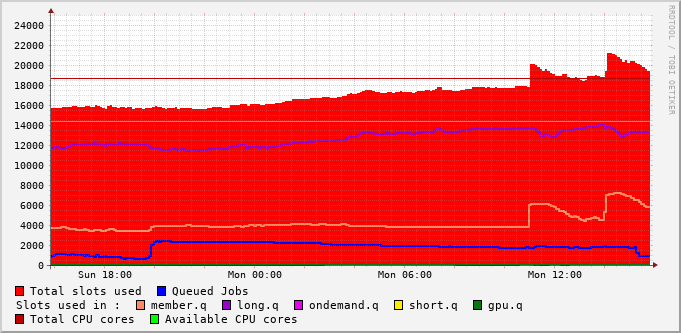 24000
22000
20000
18000
16000
14000
12000
10000
8000
6000
4000
2000
0
Sun 18:00 Mon 00:00 Mon 06:00 Mon 12:00
RRDTOOL / TOBI OETIKER
Total slots used Queued Jobs
Slots used in : member.q long.q ondemand.q short.q gpu.q
Total CPU cores Available CPU cores